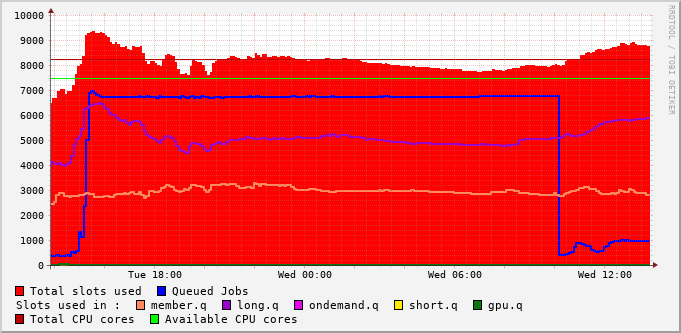 RRDTOOL / TOBI OETIKER
10000
9000
8000
7000
6000
5000
4000
3000
2000
1000
0
Tue 18:00 Wed 00:00 Wed 06:00 Wed 12:00
Total slots used Queued Jobs
Slots used in : member.q long.q ondemand.q short.q gpu.q
Total CPU cores Available CPU cores